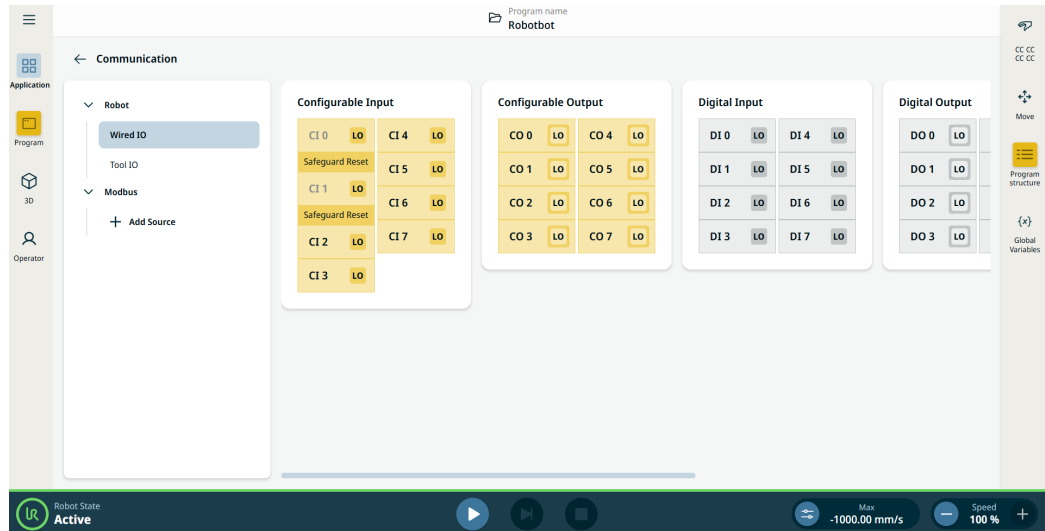 Program name
Robotbot
Communication
Application
Program
3D
Operator
Robot
Wired IO
Tool IO
Modbus
Add Source
Configurable Input
CI 0 LO CI 4 LO
Safeguard Reset
CI 5 LO
CI 1 LO
CI 6 LO
Safeguard Reset
CI 2 LO CI 7 LO
CI 3 LO
Configurable Output
CO 0 LO CO 4 LO
CO 1 LO CO 5 LO
CO 2 LO CO 6 LO
CO 3 LO CO 7 LO
Digital Input
DI 0 LO DI 4 LO
DI 1 LO DI 5 LO
DI 2 LO DI 6 LO
DI 3 LO DI 7 LO
Digital Output
DO 0 LO
DO 1 LO
DO 2 LO
DO 3 LO
CC CC
CC CC
Move
Program
structure
{x}
Global
Variables
UR
Robot State
Active
Max
-1000.00 mm/s
Speed
100 %